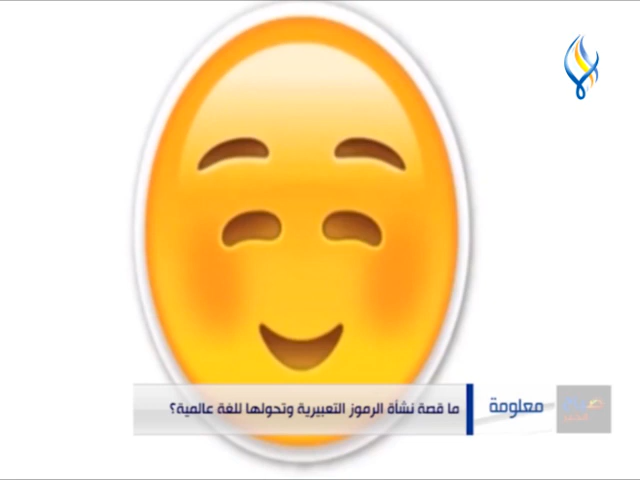 معلومة
ما قصة نشأة الرموز التعبيرية وتحولها للغة عالمية؟